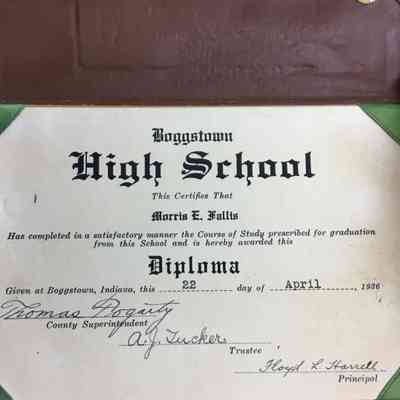 Boggstown
High School
This Certifies That
Morris E. Fallis
Has completed in a satisfactory manner the Course of Study prescribed for graduation
from this School and is hereby awarded this
Diploma
Given at Boggstown, Indiana, this 22 day of April, 1936
Thomas Fogarty
County Superintendent
A. J. Tucker
Trustee
Floyd L. Harrell
Principal